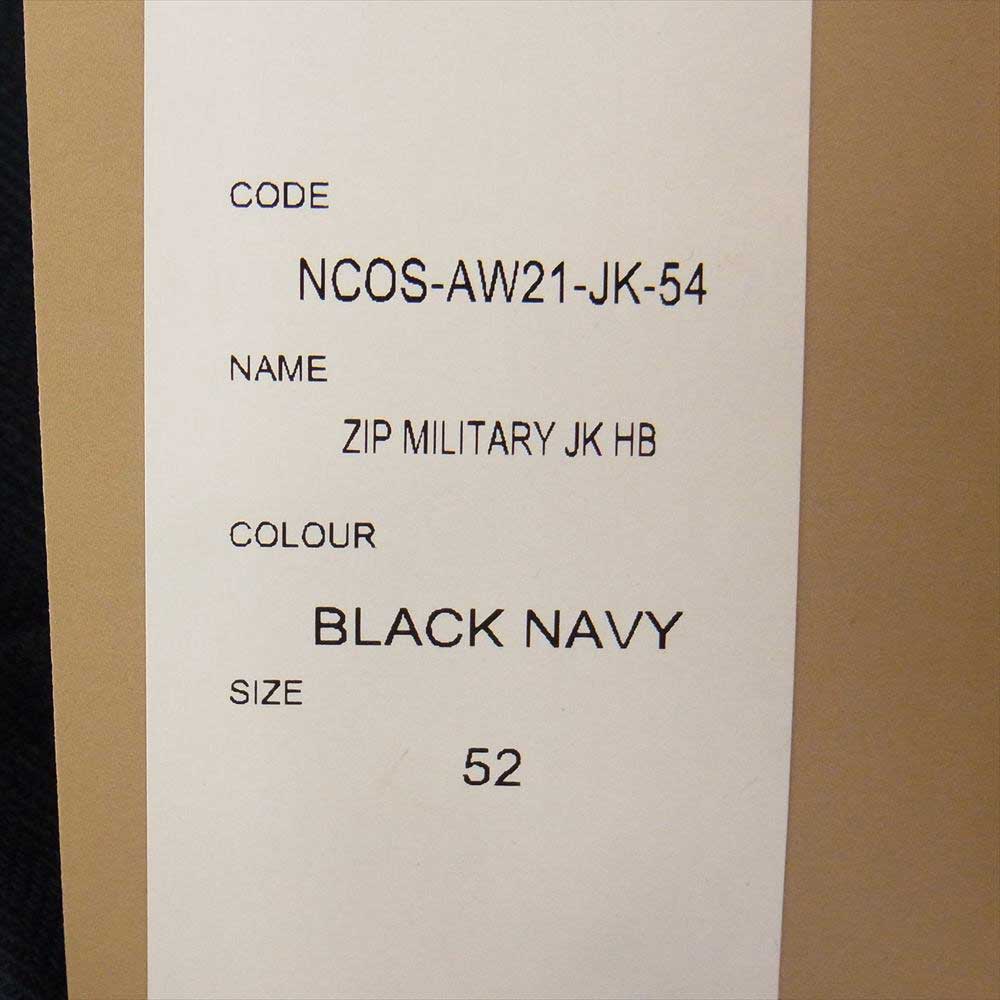 CODE
NCOS-AW21-JK-54
NAME
ZIP MILITARY JK HB
COLOUR
BLACK NAVY
SIZE
52